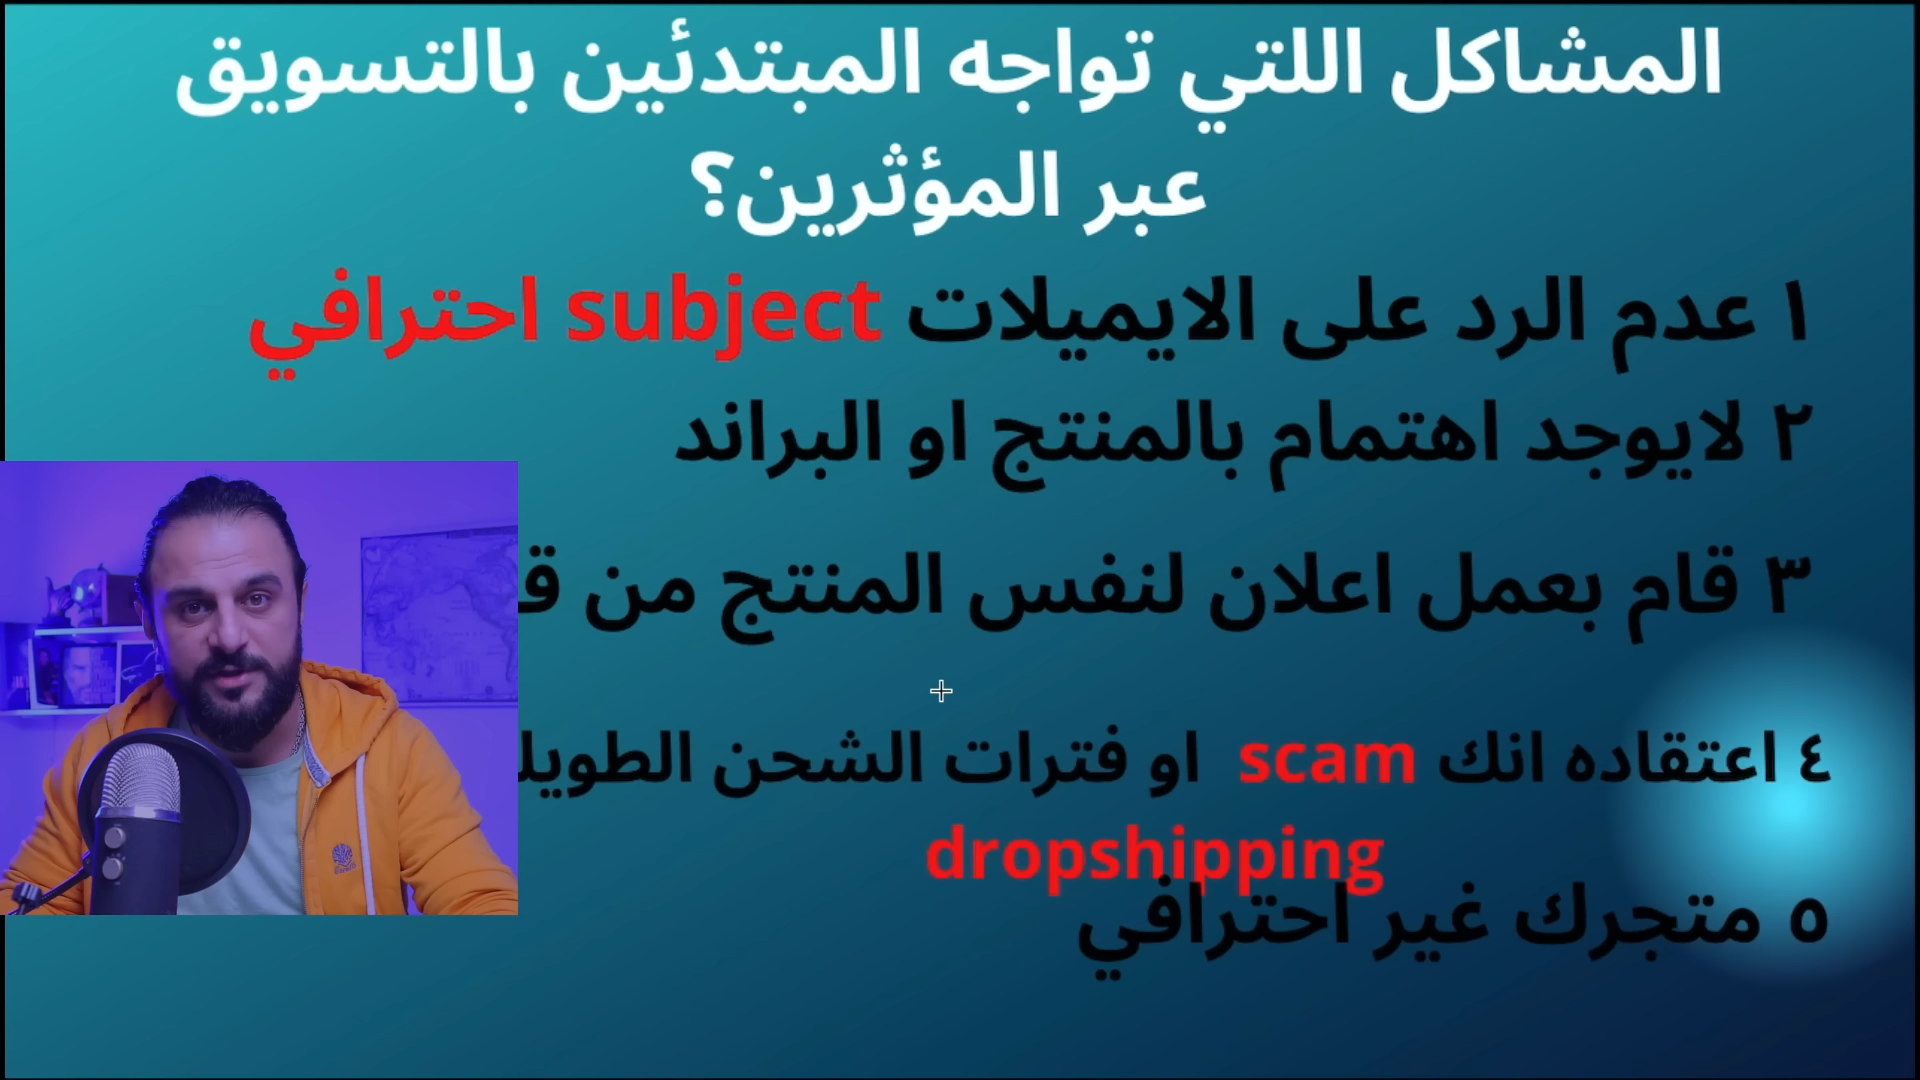 المشاكل اللتي تواجه المبتدئين بالتسويق
عبر المؤثرين؟
١ عدم الرد على الايميلات subject احترافي
٢ لايوجد اهتمام بالمنتج او البراند
٣ قام بعمل اعلان لنفس المنتج من
٤ اعتقاده انك scam او فترات الشحن
dropshipping
٥ متجرك غير احترافي